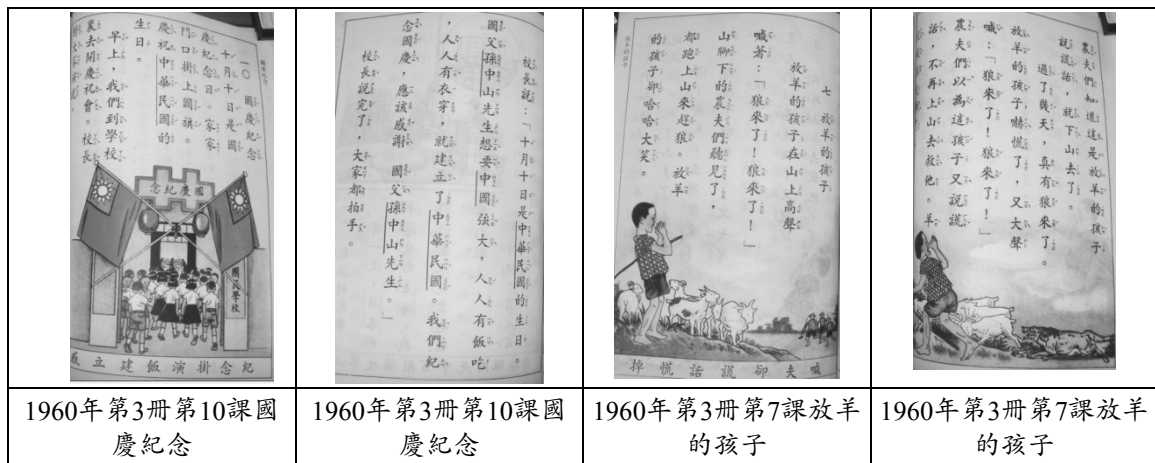 一〇 國慶紀念
十月十日是國
慶紀念日。家家
門口掛上國旗。
慶祝中華民國的
生日。
早上,我們到學校
裏去開慶祝會。校長
國慶紀念
國民學校
紀念掛演飯建立感
校長說:「十月十日是中華民國的生日。
國父孫中山先生想要中國強大,人人有飯吃
,人人有衣穿,就建立了中華民國。我們紀
念國慶,應該感謝 國父孫中山先生。」
校長說完了,大家都拍手。
七 放羊的孩子
放羊的孩子在山上高聲
喊著:「狼來了!狼來了!」
山腳下的農夫們聽見了,
都跑上山來趕狼。放羊
的孩子卻哈哈大笑。
放羊的孩子
喊夫卻謊話慌掉
農夫們知道這是放羊的孩子
說謊話,就下山去了。
過了幾天,真有狼來了。
放羊的孩子嚇慌了,又大聲
喊:「狼來了!狼來了!」
農夫們以為這孩子又說謊
話,不再上山去救他。羊
1960年第3冊第10課國
慶紀念
1960年第3冊第10課國
慶紀念
1960年第3冊第7課放羊
的孩子
1960年第3冊第7課放羊
的孩子